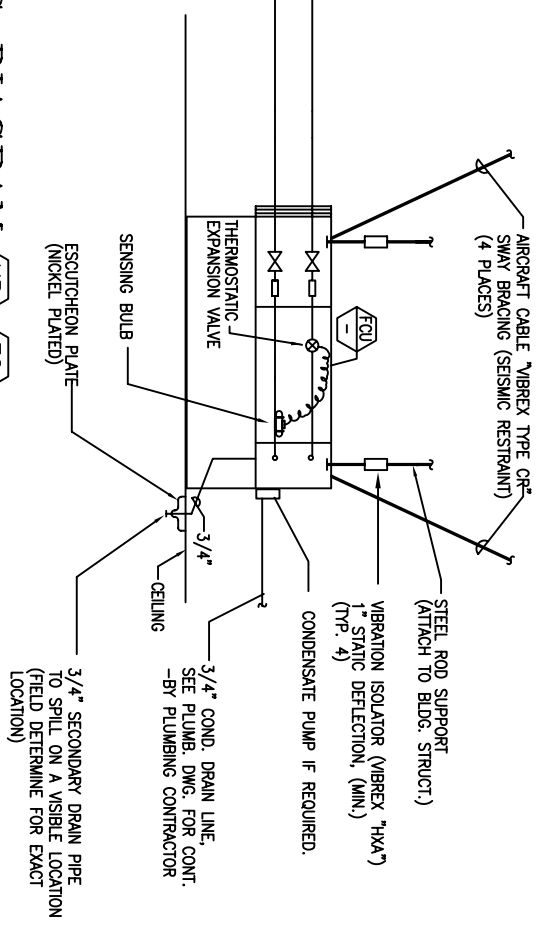 AIRCRAFT CABLE "VIBREX TYPE CR"
SWAY BRACING (SEISMIC RESTRAINT)
(4 PLACES)
STEEL ROD SUPPORT
(ATTACH TO BLDG. STRUCT.)
VIBRATION ISOLATOR (VIBREX "HXA")
1" STATIC DEFLECTION, (MIN.)
(TYP. 4)
CONDENSATE PUMP IF REQUIRED.
FCU
-
THERMOSTATIC
EXPANSION VALVE
SENSING BULB
ESCUTCHEON PLATE
(NICKEL PLATED)
3/4"
CEILING
3/4" COND. DRAIN LINE,
SEE PLUMB. DWG. FOR CONT.
-BY PLUMBING CONTRACTOR
3/4" SECONDARY DRAIN PIPE
TO SPILL ON A VISIBLE LOCATION
(FIELD DETERMINE FOR EXACT
LOCATION)
DIAGRAM